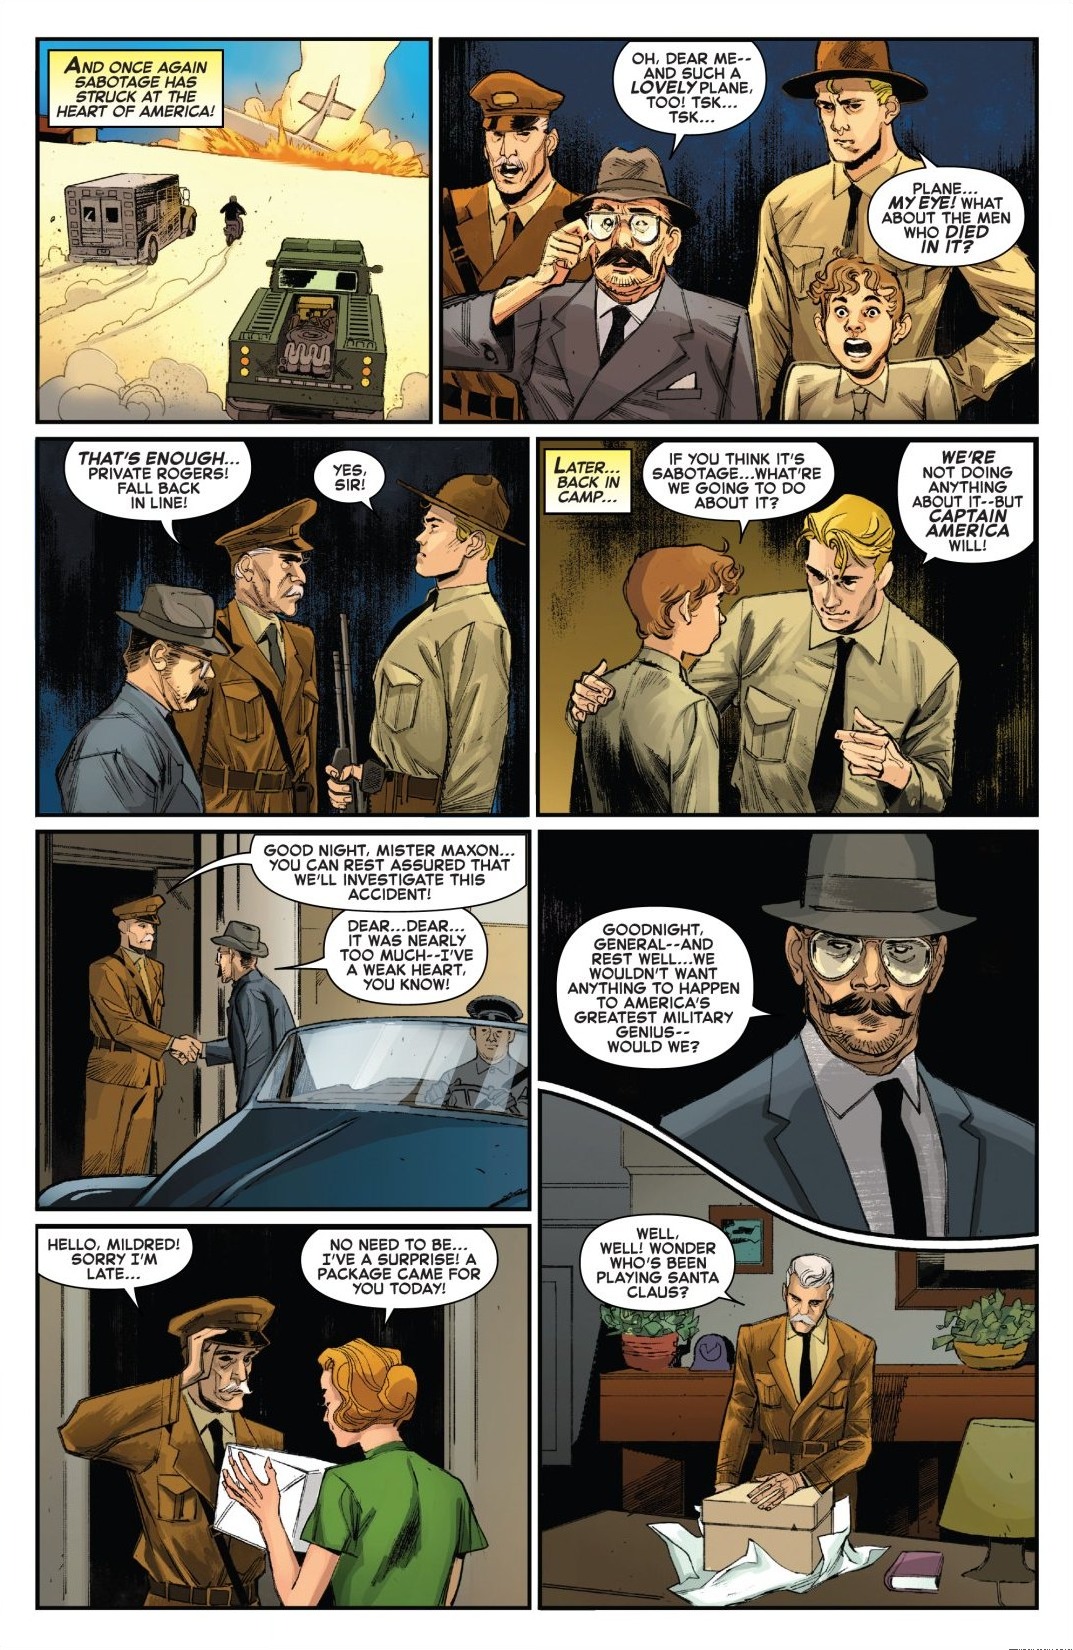 AND ONCE AGAIN
SABOTAGE HAS
STRUCK AT THE
HEART OF AMERICA!
OH, DEAR ME--
AND SUCH A
LOVELY PLANE,
TOO! TSK...
TSK...
PLANE...
MY EYE! WHAT
ABOUT THE MEN
WHO DIED
IN IT?
THAT'S ENOUGH...
PRIVATE ROGERS!
FALL BACK
IN LINE!
YES,
SIR!
LATER...
BACK IN
CAMP...
IF YOU THINK IT'S
SABOTAGE...WHAT'RE
WE GOING TO DO
ABOUT IT?
WE'RE
NOT DOING
ANYTHING
ABOUT IT--BUT
CAPTAIN
AMERICA
WILL!
GOOD NIGHT, MISTER MAXON...
YOU CAN REST ASSURED THAT
WE'LL INVESTIGATE THIS
ACCIDENT!
DEAR...DEAR...
IT WAS NEARLY
TOO MUCH--I'VE
A WEAK HEART,
YOU KNOW!
GOODNIGHT,
GENERAL--AND
REST WELL...WE
WOULDN'T WANT
ANYTHING TO HAPPEN
TO AMERICA'S
GREATEST MILITARY
GENIUS--
WOULD WE?
HELLO, MILDRED!
SORRY I'M
LATE...
NO NEED TO BE...
I'VE A SURPRISE! A
PACKAGE CAME FOR
YOU TODAY!
WELL,
WELL! WONDER
WHO'S BEEN
PLAYING SANTA
CLAUS?